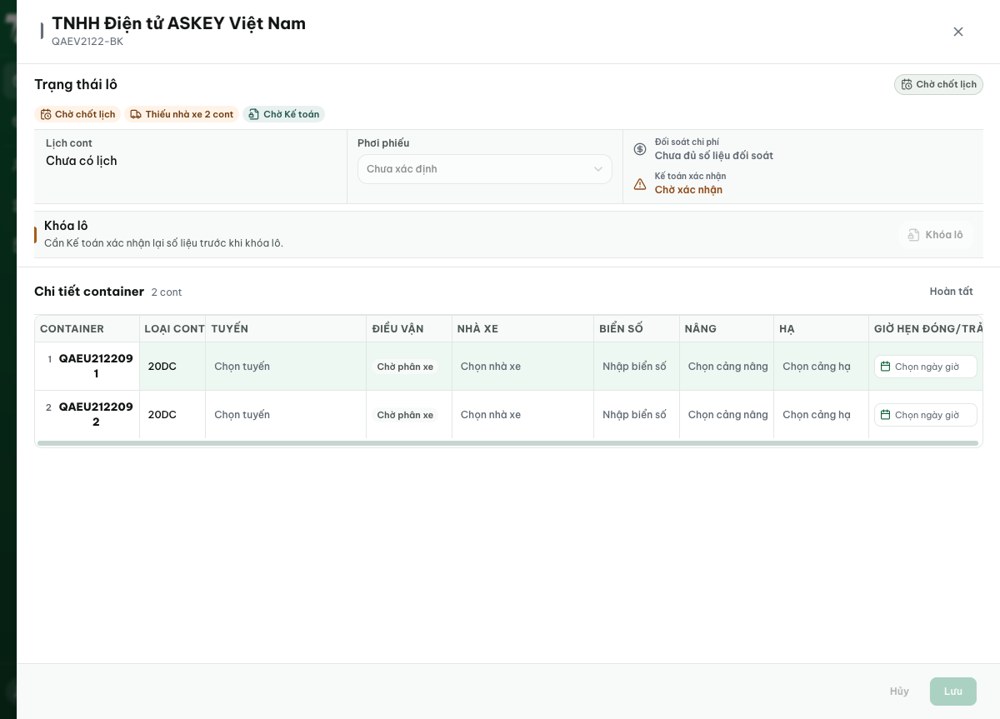 TNHH Điện tử ASKEY Việt Nam
QAEV2122-BK
Trạng thái lô
Chờ chốt lịch
Chờ chốt lịch
Thiếu nhà xe 2 cont
Chờ Kế toán
Lịch cont
Chưa có lịch
Phơi phiếu
Chưa xác định
Đối soát chi phí
Chưa đủ số liệu đối soát
Kế toán xác nhận
Chờ xác nhận
Khóa lô
Cần Kế toán xác nhận lại số liệu trước khi khóa lô.
Khóa lô
Chi tiết container 2 cont
Hoàn tất
CONTAINER LOẠI CONT TUYẾN ĐIỀU VẬN NHÀ XE BIỂN SỐ NÂNG HẠ GIỜ HẸN ĐÓNG/TRẢ
1 QAEU212209
1
20DC Chọn tuyến Chờ phân xe Chọn nhà xe Nhập biển số Chọn cảng nâng Chọn cảng hạ Chọn ngày giờ
2 QAEU212209
2
20DC Chọn tuyến Chờ phân xe Chọn nhà xe Nhập biển số Chọn cảng nâng Chọn cảng hạ Chọn ngày giờ
Hủy
Lưu